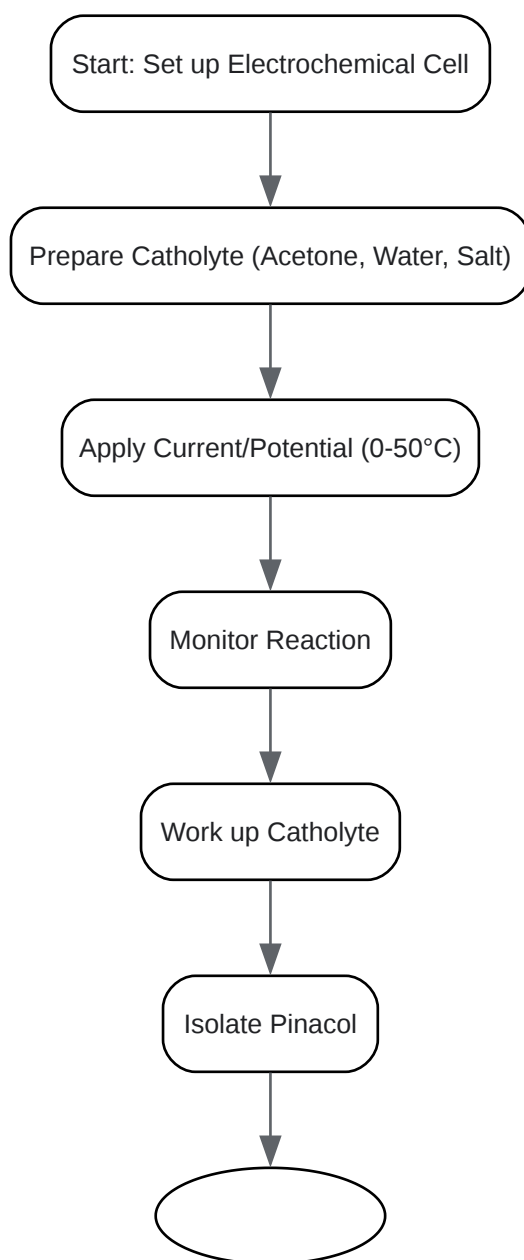 Start: Set up Electrochemical Cell
Prepare Catholyte (Acetone, Water, Salt)
Apply Current/Potential (0-50°C)
Monitor Reaction
Work up Catholyte
Isolate Pinacol